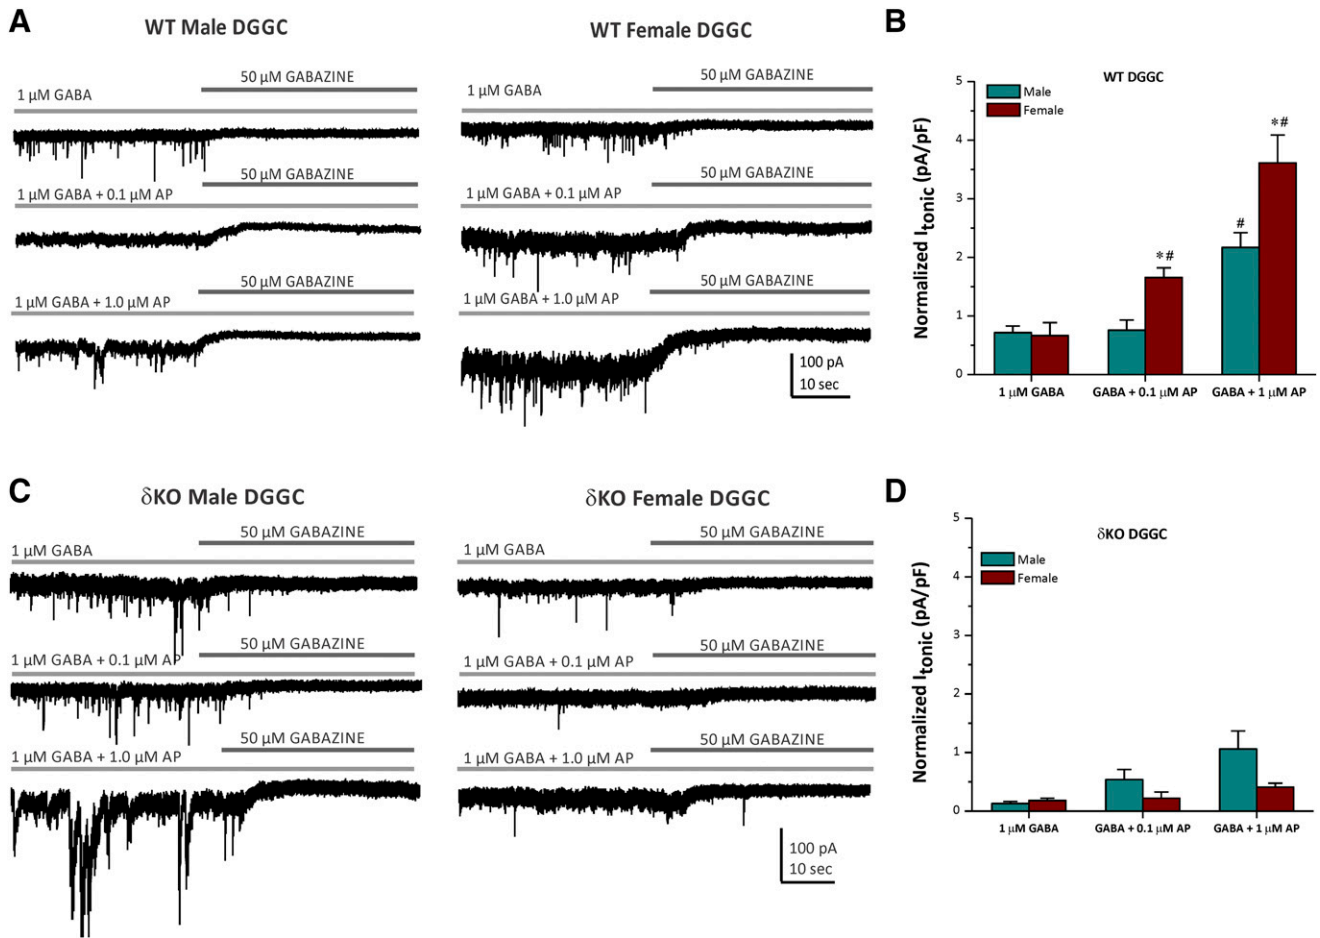 A
WT Male DGGC
50 μM GABAZINE
1 μM GABA
50 μM GABAZINE
1 μM GABA + 0.1 μM AP
50 μM GABAZINE
1 μM GABA + 1.0 μM AP
WT Female DGGC
50 μM GABAZINE
1 μM GABA
50 μM GABAZINE
1 μM GABA + 0.1 μM AP
50 μM GABAZINE
1 μM GABA + 1.0 μM AP
100 pA
10 sec
B
WT DGGC
Male
Female
Normalized Itonic (pA/pF)
5
4
3
2
1
0
*#
#
*#
1 μM GABA
GABA + 0.1 μM AP
GABA + 1 μM AP
C
δKO Male DGGC
50 μM GABAZINE
1 μM GABA
50 μM GABAZINE
1 μM GABA + 0.1 μM AP
50 μM GABAZINE
1 μM GABA + 1.0 μM AP
δKO Female DGGC
50 μM GABAZINE
1 μM GABA
50 μM GABAZINE
1 μM GABA + 0.1 μM AP
50 μM GABAZINE
1 μM GABA + 1.0 μM AP
100 pA
10 sec
D
δKO DGGC
Male
Female
Normalized Itonic (pA/pF)
5
4
3
2
1
0
1 μM GABA
GABA + 0.1 μM AP
GABA + 1 μM AP